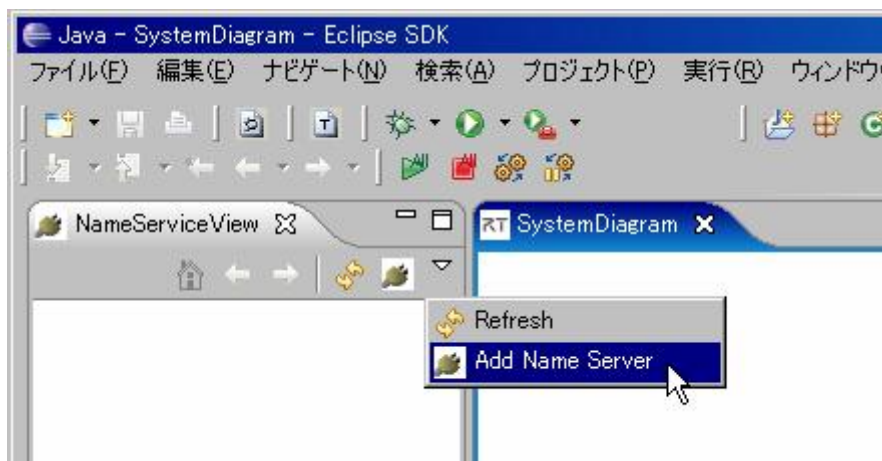 Java - SystemDiagram - Eclipse SDK
ファイル(F) 編集(E) ナビゲート(N) 検索(A) プロジェクト(P) 実行(R) ウィンドウ(
NameServiceView
RT SystemDiagram
Refresh
Add Name Server